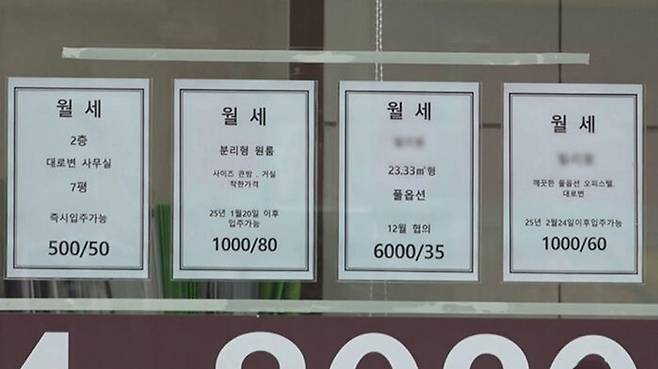 월 세
2층
대로변 사무실
7평
즉시입주가능
500/50
월 세
분리형 원룸
사이즈 큰방 , 거실
착한가격
25년 1월20일 이후
입주가능
1000/80
월 세
23.33㎡형
풀옵션
12월 협의
6000/35
월 세
깨끗한 풀옵션 오피스텔.
대로변
25년 2월24일이후입주가능
1000/60